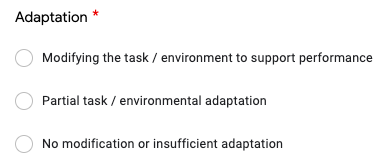 Adaptation *
Modifying the task / environment to support performance
Partial task / environmental adaptation
No modification or insufficient adaptation